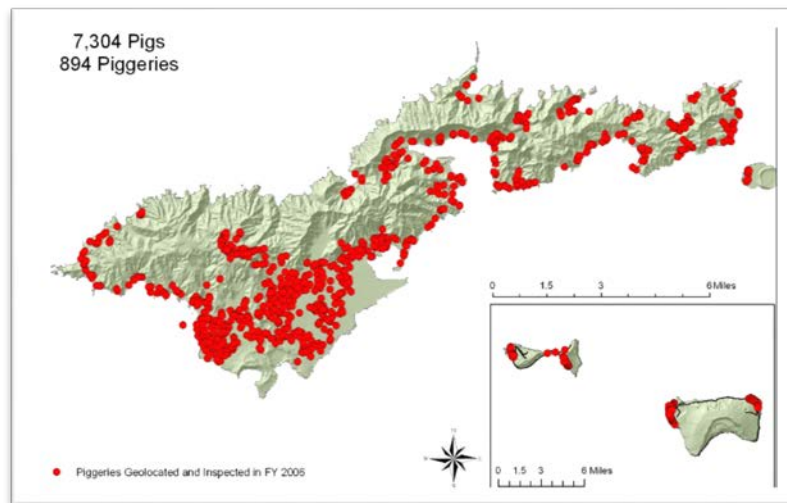 7,304 Pigs
894 Piggeries
0 1.5 3 6 Miles
0 1.5 3 6 Miles
Piggeries Geolocated and Inspected in FY 2006